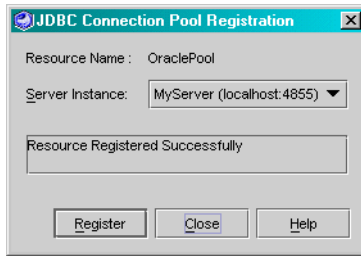 JDBC Connection Pool Registration
Resource Name : OraclePool
Server Instance: MyServer (localhost:4855)
Resource Registered Successfully
Register Close Help